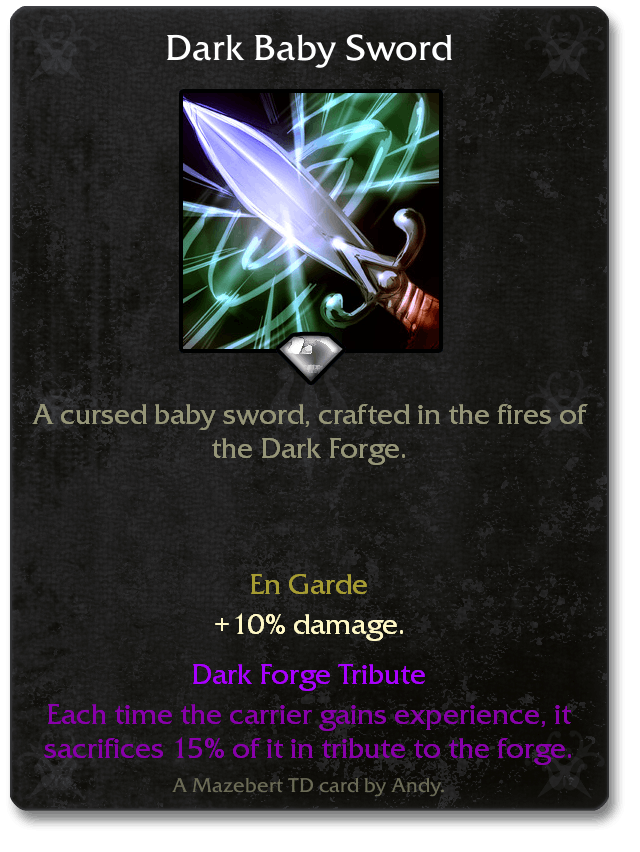 Dark Baby Sword
A cursed baby sword, crafted in the fires of
the Dark Forge.
En Garde
+10% damage.
Dark Forge Tribute
Each time the carrier gains experience, it
sacrifices 15% of it in tribute to the forge.
A Mazebert TD card by Andy.